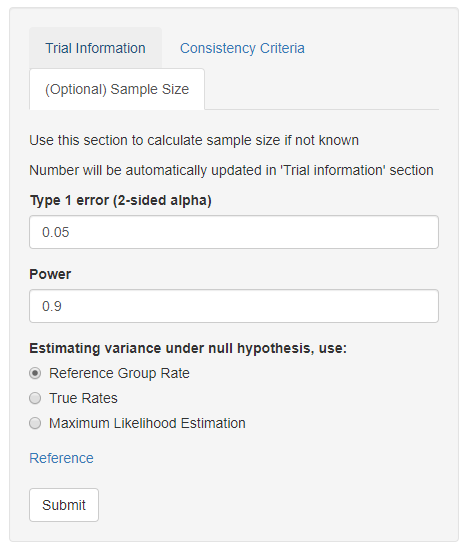 Trial Information
Consistency Criteria
(Optional) Sample Size
Use this section to calculate sample size if not known
Number will be automatically updated in 'Trial information' section
Type 1 error (2-sided alpha)
0.05
Power
0.9
Estimating variance under null hypothesis, use:
Reference Group Rate
True Rates
Maximum Likelihood Estimation
Reference
Submit